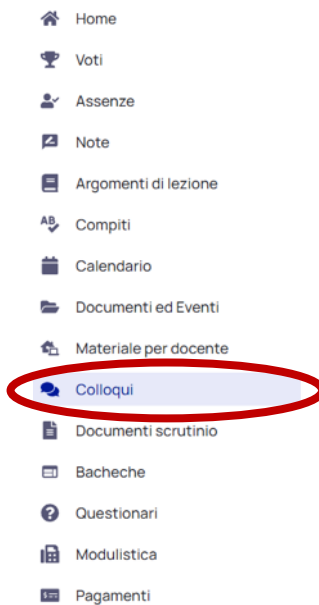 Home
Voti
Assenze
Note
Argomenti di lezione
AB Compiti
Calendario
Documenti ed Eventi
Materiale per docente
Colloqui
Documenti scrutinio
Bacheche
Questionari
Modulistica
Pagamenti